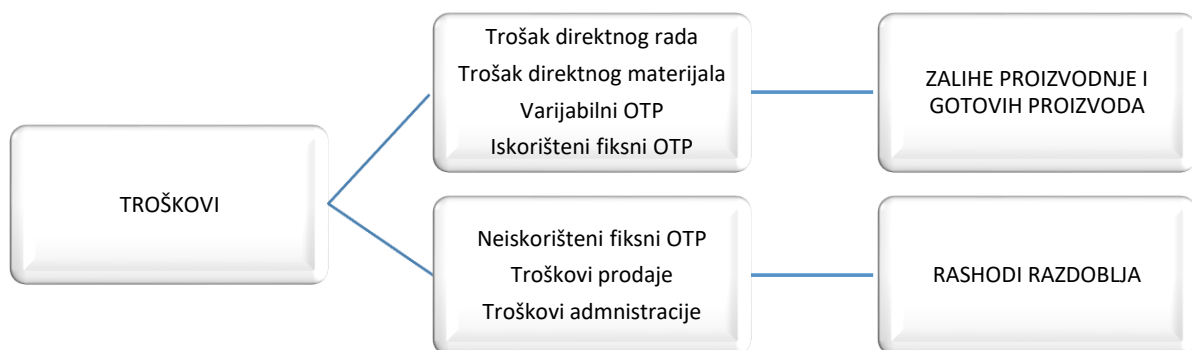 TROŠKOVI
Trošak direktnog rada
Trošak direktnog materijala
Varijabilni OTP
Iskorišteni fiksni OTP
ZALIHE PROIZVODNJE I
GOTOVIH PROIZVODA
Neiskorišteni fiksni OTP
Troškovi prodaje
Troškovi admnistracije
RASHODI RAZDOBLJA